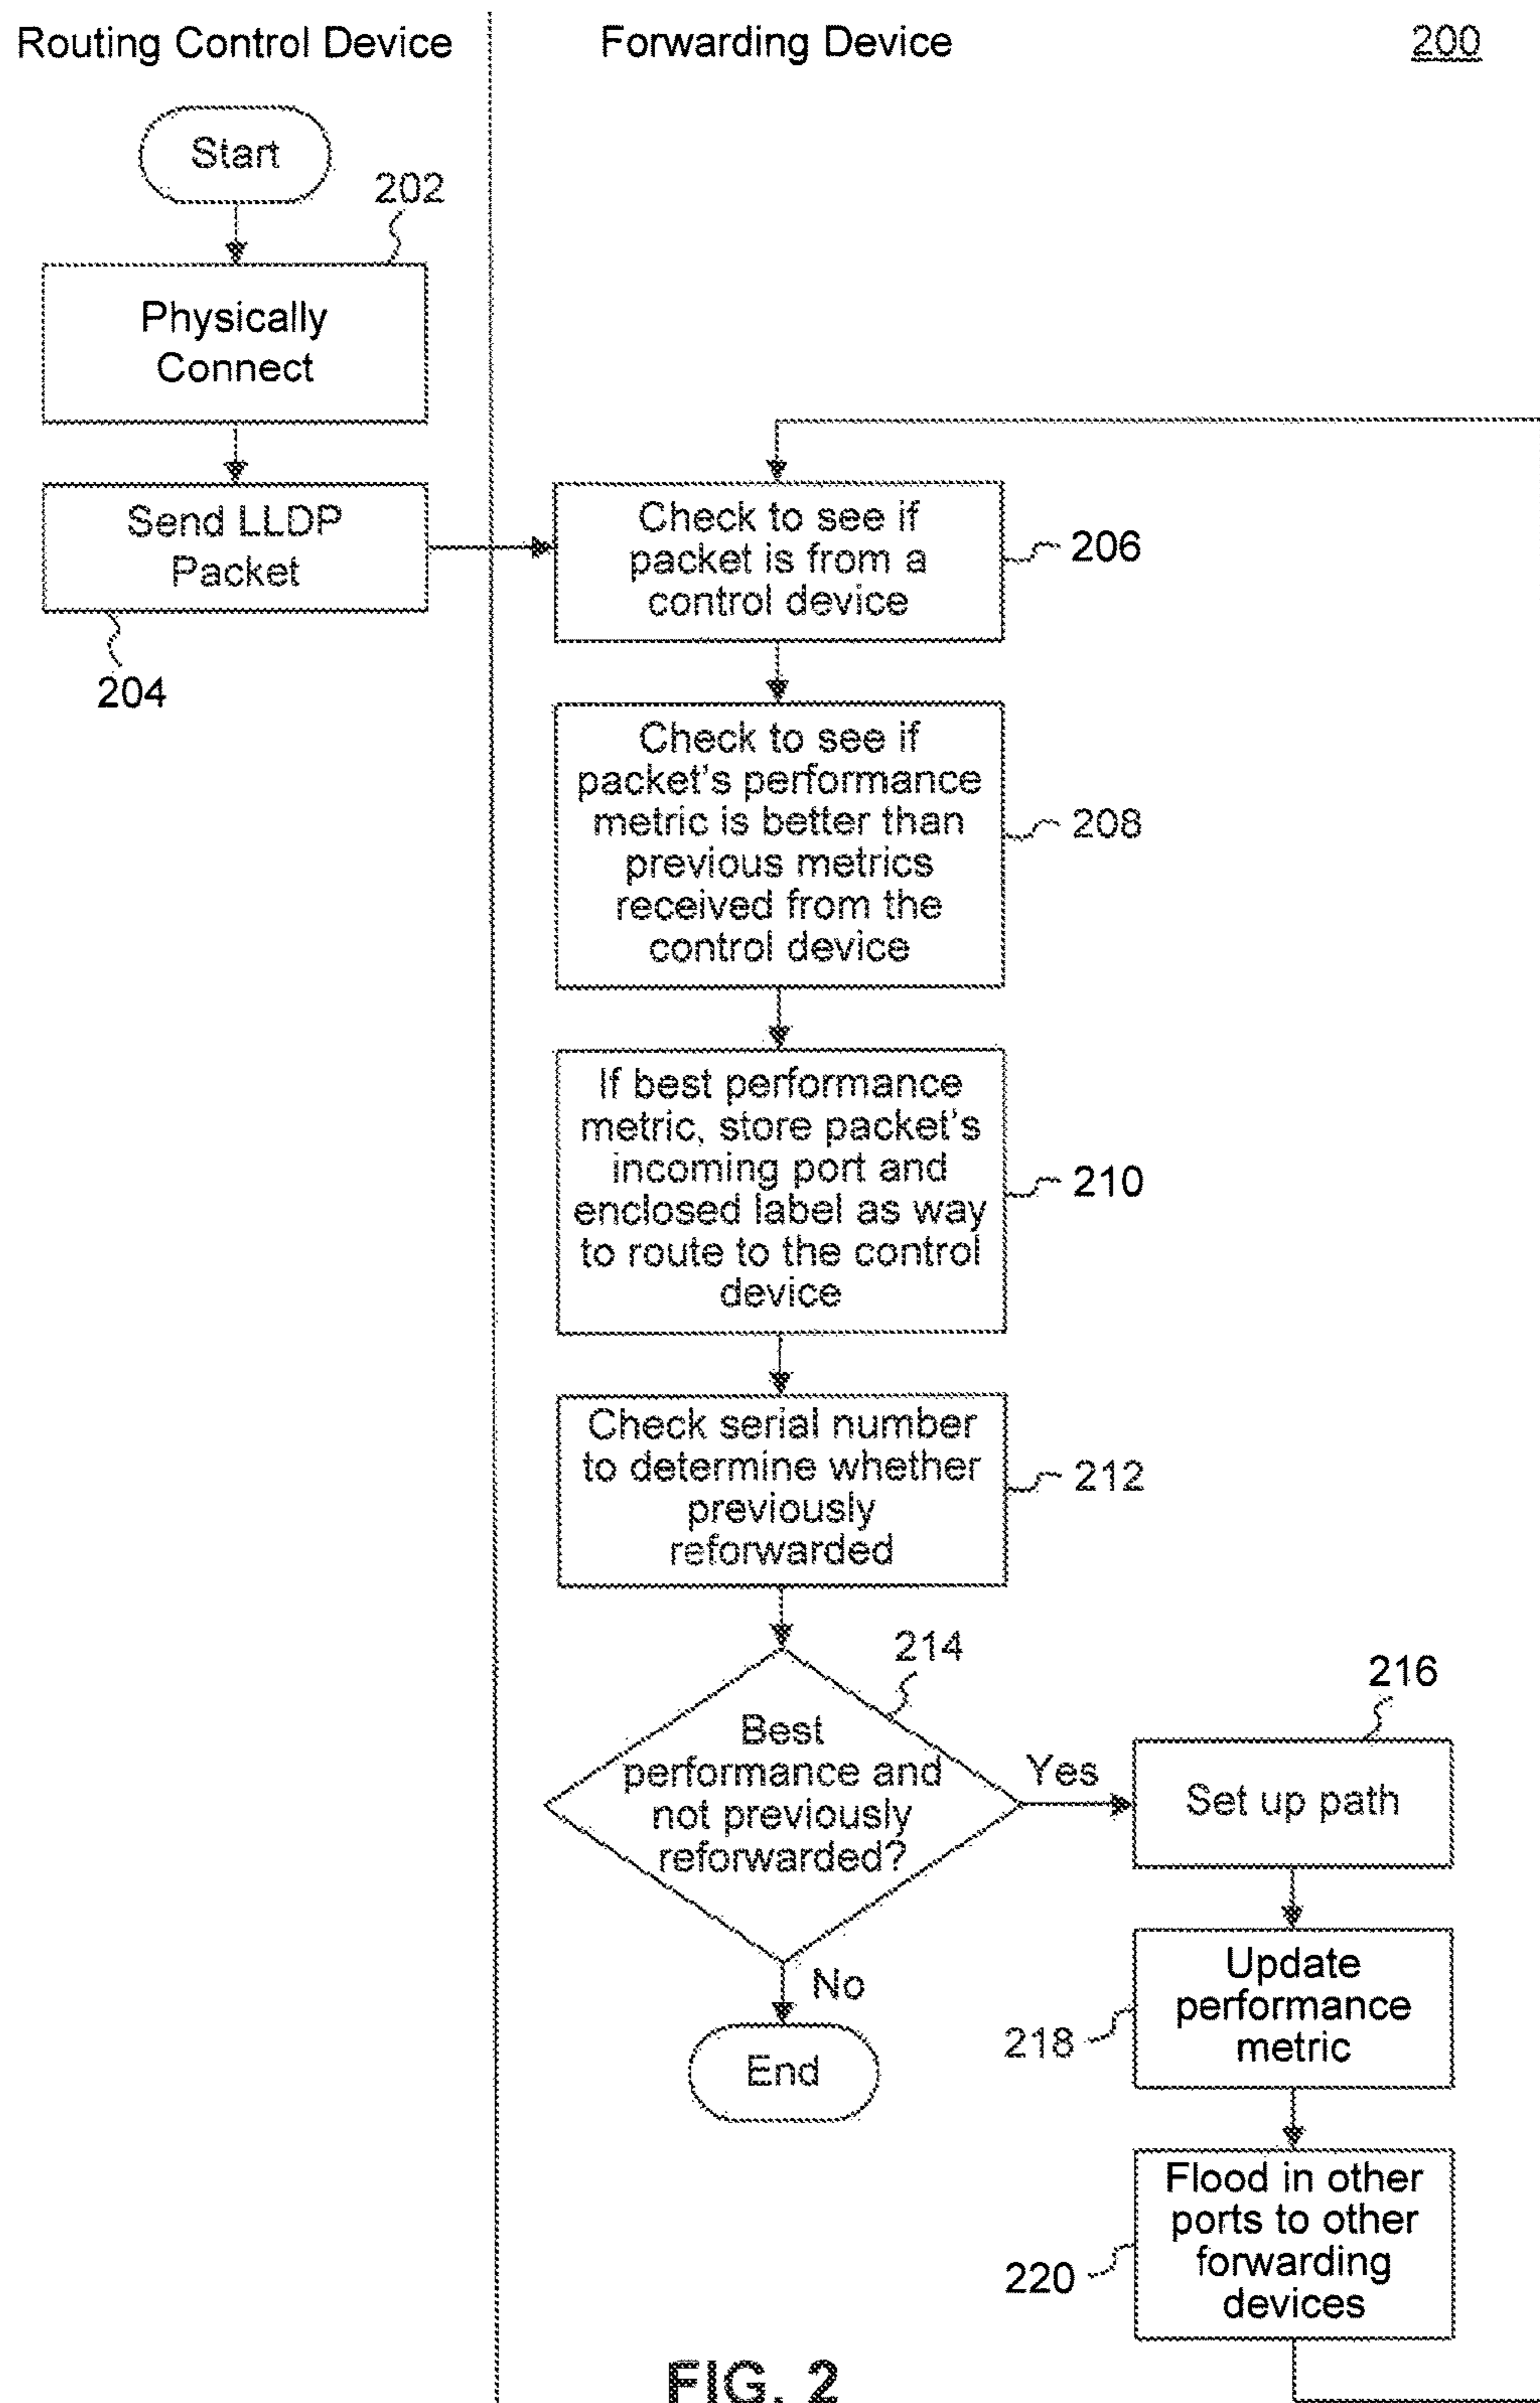 Routing Control Device
Forwarding Device
200
Start
202
Physically
Connect
Send LLDP
Packet
204
Check to see if
packet is from a
control device
206
Check to see if
packet's performance
metric is better than
previous metrics
received from the
control device
208
If best performance
metric, store packet's
incoming port and
enclosed label as way
to route to the control
device
210
Check serial number
to determine whether
previously
reforwarded
212
214
Best
performance and
not previously
reforwarded?
Yes
No
End
216
Set up path
Update
performance
metric
218
Flood in other
ports to other
forwarding
devices
220
FIG. 2